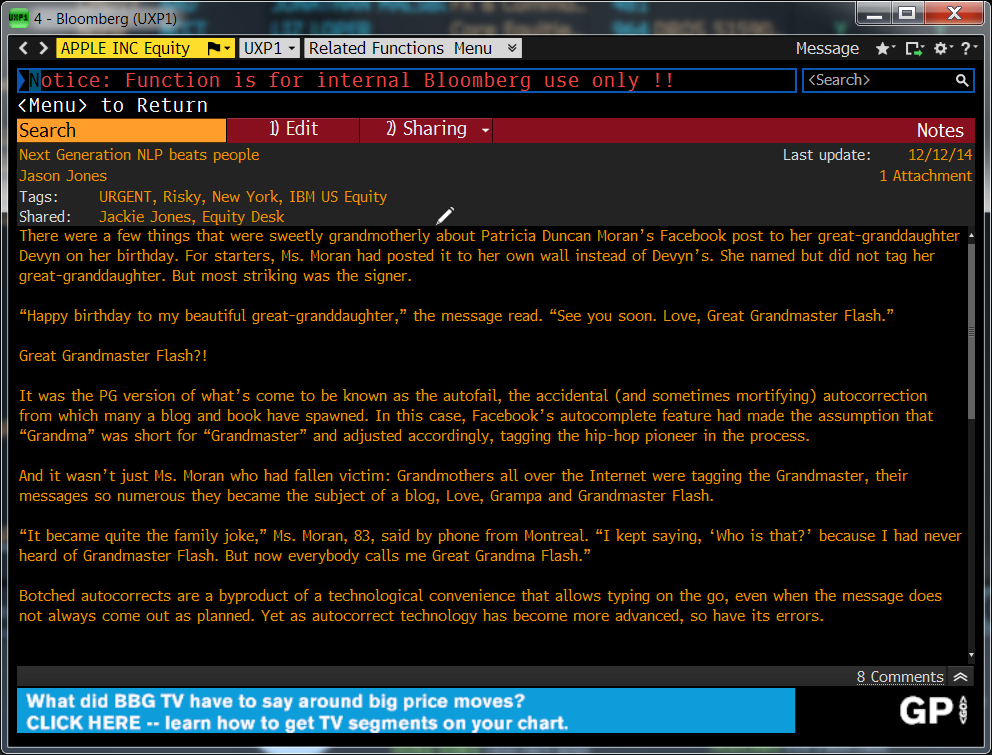 UXP1 4 - Bloomberg (UXP1)
APPLE INC Equity UXP1 Related Functions Menu Message ?
Notice: Function is for internal Bloomberg use only !! <Search>
<Menu> to Return
Search 1) Edit 2) Sharing Notes
Next Generation NLP beats people Last update: 12/12/14
Jason Jones 1 Attachment
Tags: URGENT, Risky, New York, IBM US Equity
Shared: Jackie Jones, Equity Desk
There were a few things that were sweetly grandmotherly about Patricia Duncan Moran’s Facebook post to her great-granddaughter
Devyn on her birthday. For starters, Ms. Moran had posted it to her own wall instead of Devyn’s. She named but did not tag her
great-granddaughter. But most striking was the signer.
“Happy birthday to my beautiful great-granddaughter,” the message read. “See you soon. Love, Great Grandmaster Flash.”
Great Grandmaster Flash?!
It was the PG version of what’s come to be known as the autofail, the accidental (and sometimes mortifying) autocorrection
from which many a blog and book have spawned. In this case, Facebook’s autocomplete feature had made the assumption that
“Grandma” was short for “Grandmaster” and adjusted accordingly, tagging the hip-hop pioneer in the process.
And it wasn’t just Ms. Moran who had fallen victim: Grandmothers all over the Internet were tagging the Grandmaster, their
messages so numerous they became the subject of a blog, Love, Grampa and Grandmaster Flash.
“It became quite the family joke,” Ms. Moran, 83, said by phone from Montreal. “I kept saying, ‘Who is that?’ because I had never
heard of Grandmaster Flash. But now everybody calls me Great Grandma Flash.”
Botched autocorrects are a byproduct of a technological convenience that allows typing on the go, even when the message does
not always come out as planned. Yet as autocorrect technology has become more advanced, so have its errors.
8 Comments
What did BBG TV have to say around big price moves?
CLICK HERE -- learn how to get TV segments on your chart.
GP